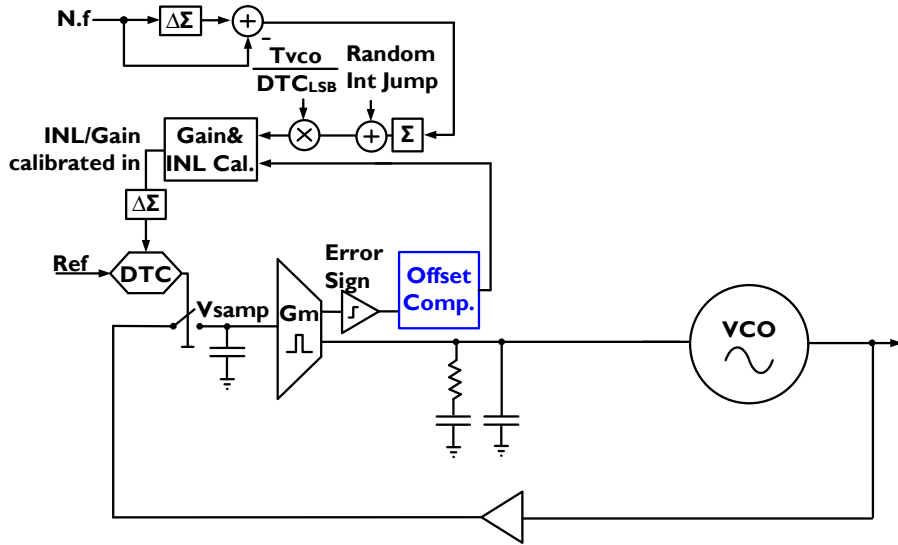 N.f
ΔΣ
+
-
Tvco
DTCLSB
Random
Int Jump
INL/Gain
calibrated in
Gain&
INL Cal.
×
+
Σ
ΔΣ
Ref
DTC
Vsamp
Gm
Error
Sign
Offset
Comp.
VCO